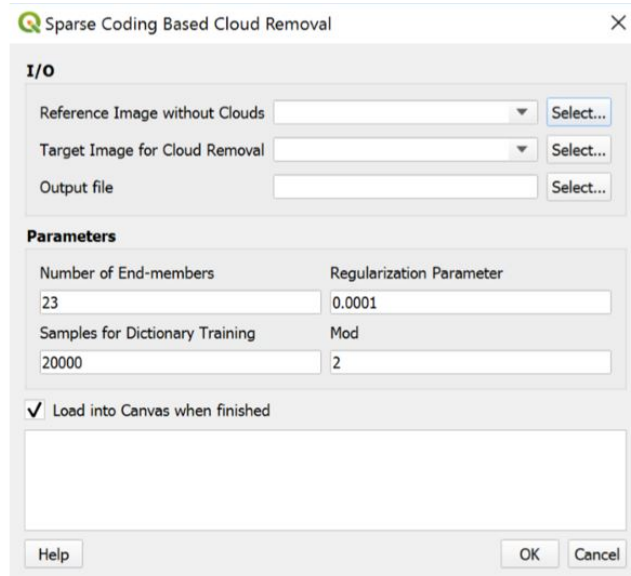 Sparse Coding Based Cloud Removal
I/O
Reference Image without Clouds Select...
Target Image for Cloud Removal Select...
Output file Select...
Parameters
Number of End-members Regularization Parameter
23 0.0001
Samples for Dictionary Training Mod
20000 2
Load into Canvas when finished
Help OK Cancel